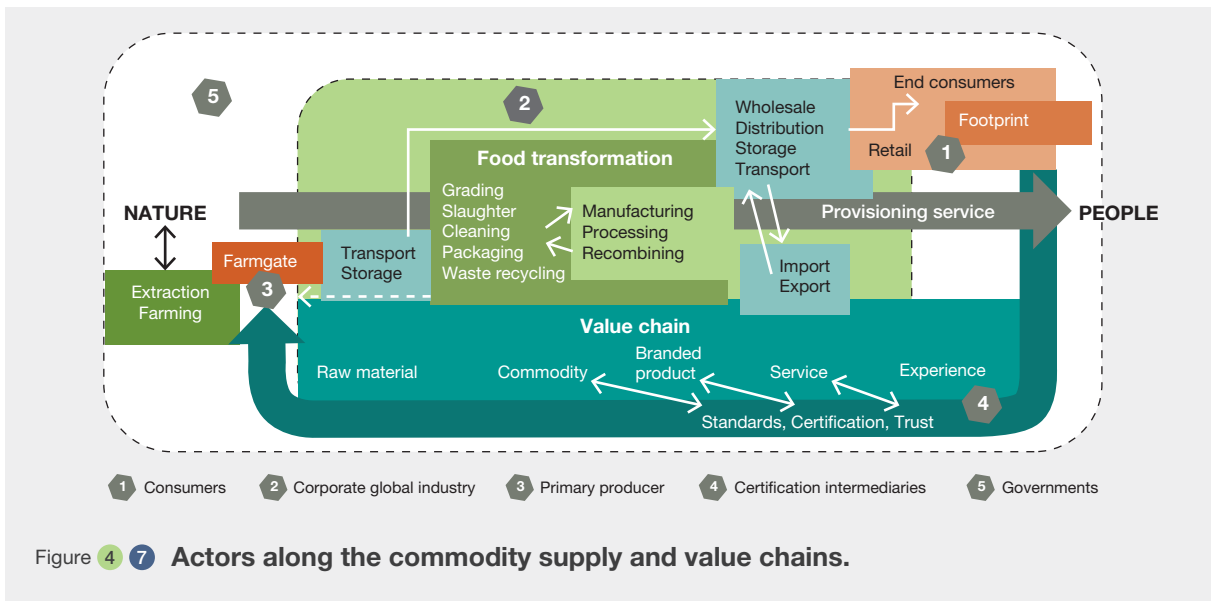 5
2
Wholesale
Distribution
Storage
Transport
End consumers
Footprint
Retail
1
Food transformation
Grading
Slaughter
Cleaning
Packaging
Waste recycling
Manufacturing
Processing
Recombining
NATURE
Provisioning service
PEOPLE
Farmgate
Transport
Storage
Import
Export
Extraction
Farming
3
Value chain
Raw material
Commodity
Branded
product
Service
Experience
4
Standards, Certification, Trust
1 Consumers
2 Corporate global industry
3 Primary producer
4 Certification intermediaries
5 Governments
Figure 4 7 Actors along the commodity supply and value chains.